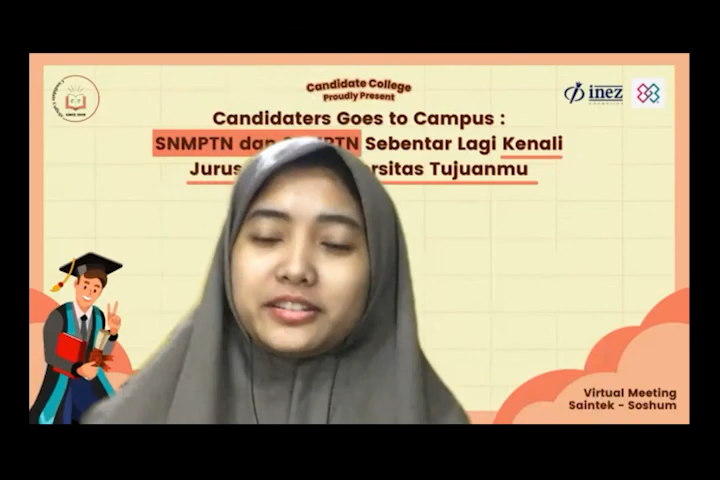 Candidate College
Proudly Present
inez
Candidaters Goes to Campus :
SNMPTN dan PTN Sebentar Lagi Kenali
Jurus rsitas Tujuanmu
Virtual Meeting
Saintek - Soshum